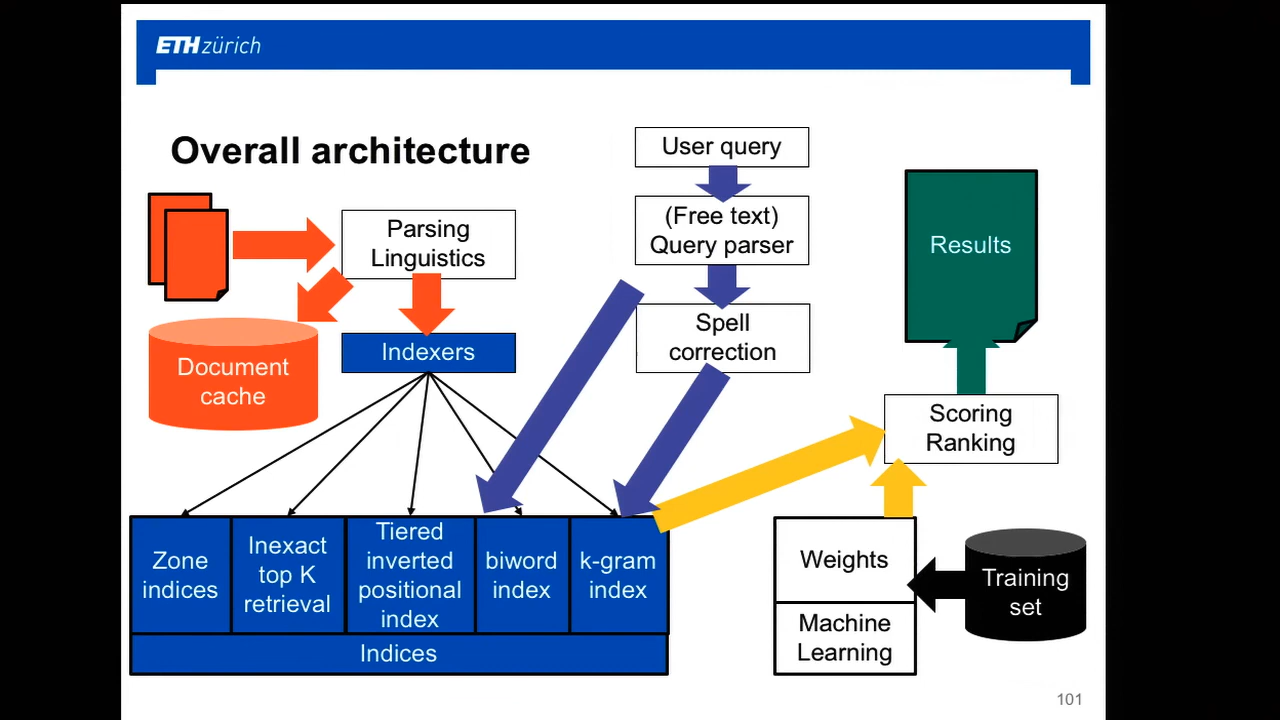 ETH zürich
Overall architecture
User query
(Free text)
Query parser
Parsing
Linguistics
Results
Spell
correction
Indexers
Document
cache
Scoring
Ranking
Zone
indices
Inexact
top K
retrieval
Tiered
inverted
positional
index
biword
index
k-gram
index
Indices
Weights
Machine
Learning
Training
set
101